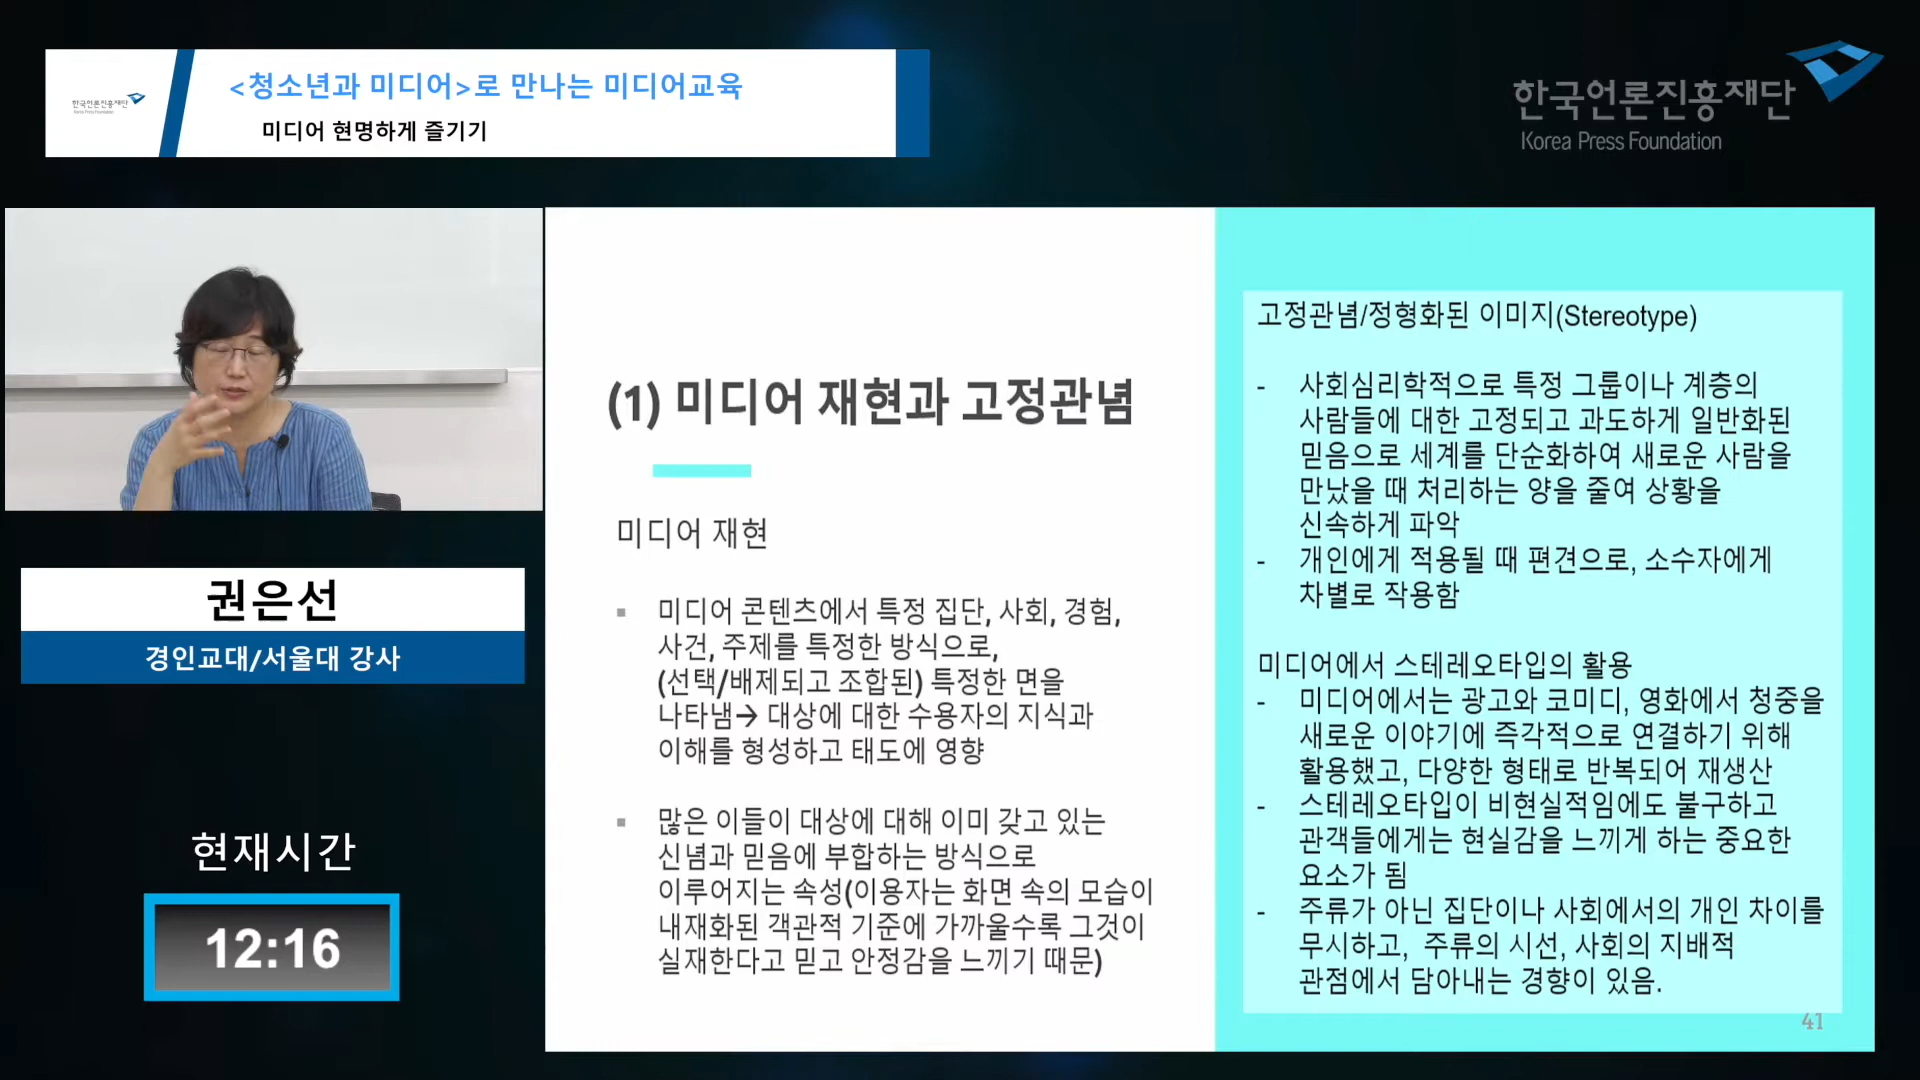 한국언론진흥재단
Korea Press Foundation
<청소년과 미디어>로 만나는 미디어교육
미디어 현명하게 즐기기
한국언론진흥재단
Korea Press Foundation
권은선
경인교대/서울대 강사
현재시간
12:16
(1) 미디어 재현과 고정관념
미디어 재현
▪ 미디어 콘텐츠에서 특정 집단, 사회, 경험,
사건, 주제를 특정한 방식으로,
(선택/배제되고 조합된) 특정한 면을
나타냄→ 대상에 대한 수용자의 지식과
이해를 형성하고 태도에 영향
▪ 많은 이들이 대상에 대해 이미 갖고 있는
신념과 믿음에 부합하는 방식으로
이루어지는 속성(이용자는 화면 속의 모습이
내재화된 객관적 기준에 가까울수록 그것이
실재한다고 믿고 안정감을 느끼기 때문)
고정관념/정형화된 이미지(Stereotype)
- 사회심리학적으로 특정 그룹이나 계층의
사람들에 대한 고정되고 과도하게 일반화된
믿음으로 세계를 단순화하여 새로운 사람을
만났을 때 처리하는 양을 줄여 상황을
신속하게 파악
- 개인에게 적용될 때 편견으로, 소수자에게
차별로 작용함
미디어에서 스테레오타입의 활용
- 미디어에서는 광고와 코미디, 영화에서 청중을
새로운 이야기에 즉각적으로 연결하기 위해
활용했고, 다양한 형태로 반복되어 재생산
- 스테레오타입이 비현실적임에도 불구하고
관객들에게는 현실감을 느끼게 하는 중요한
요소가 됨
- 주류가 아닌 집단이나 사회에서의 개인 차이를
무시하고, 주류의 시선, 사회의 지배적
관점에서 담아내는 경향이 있음.
41